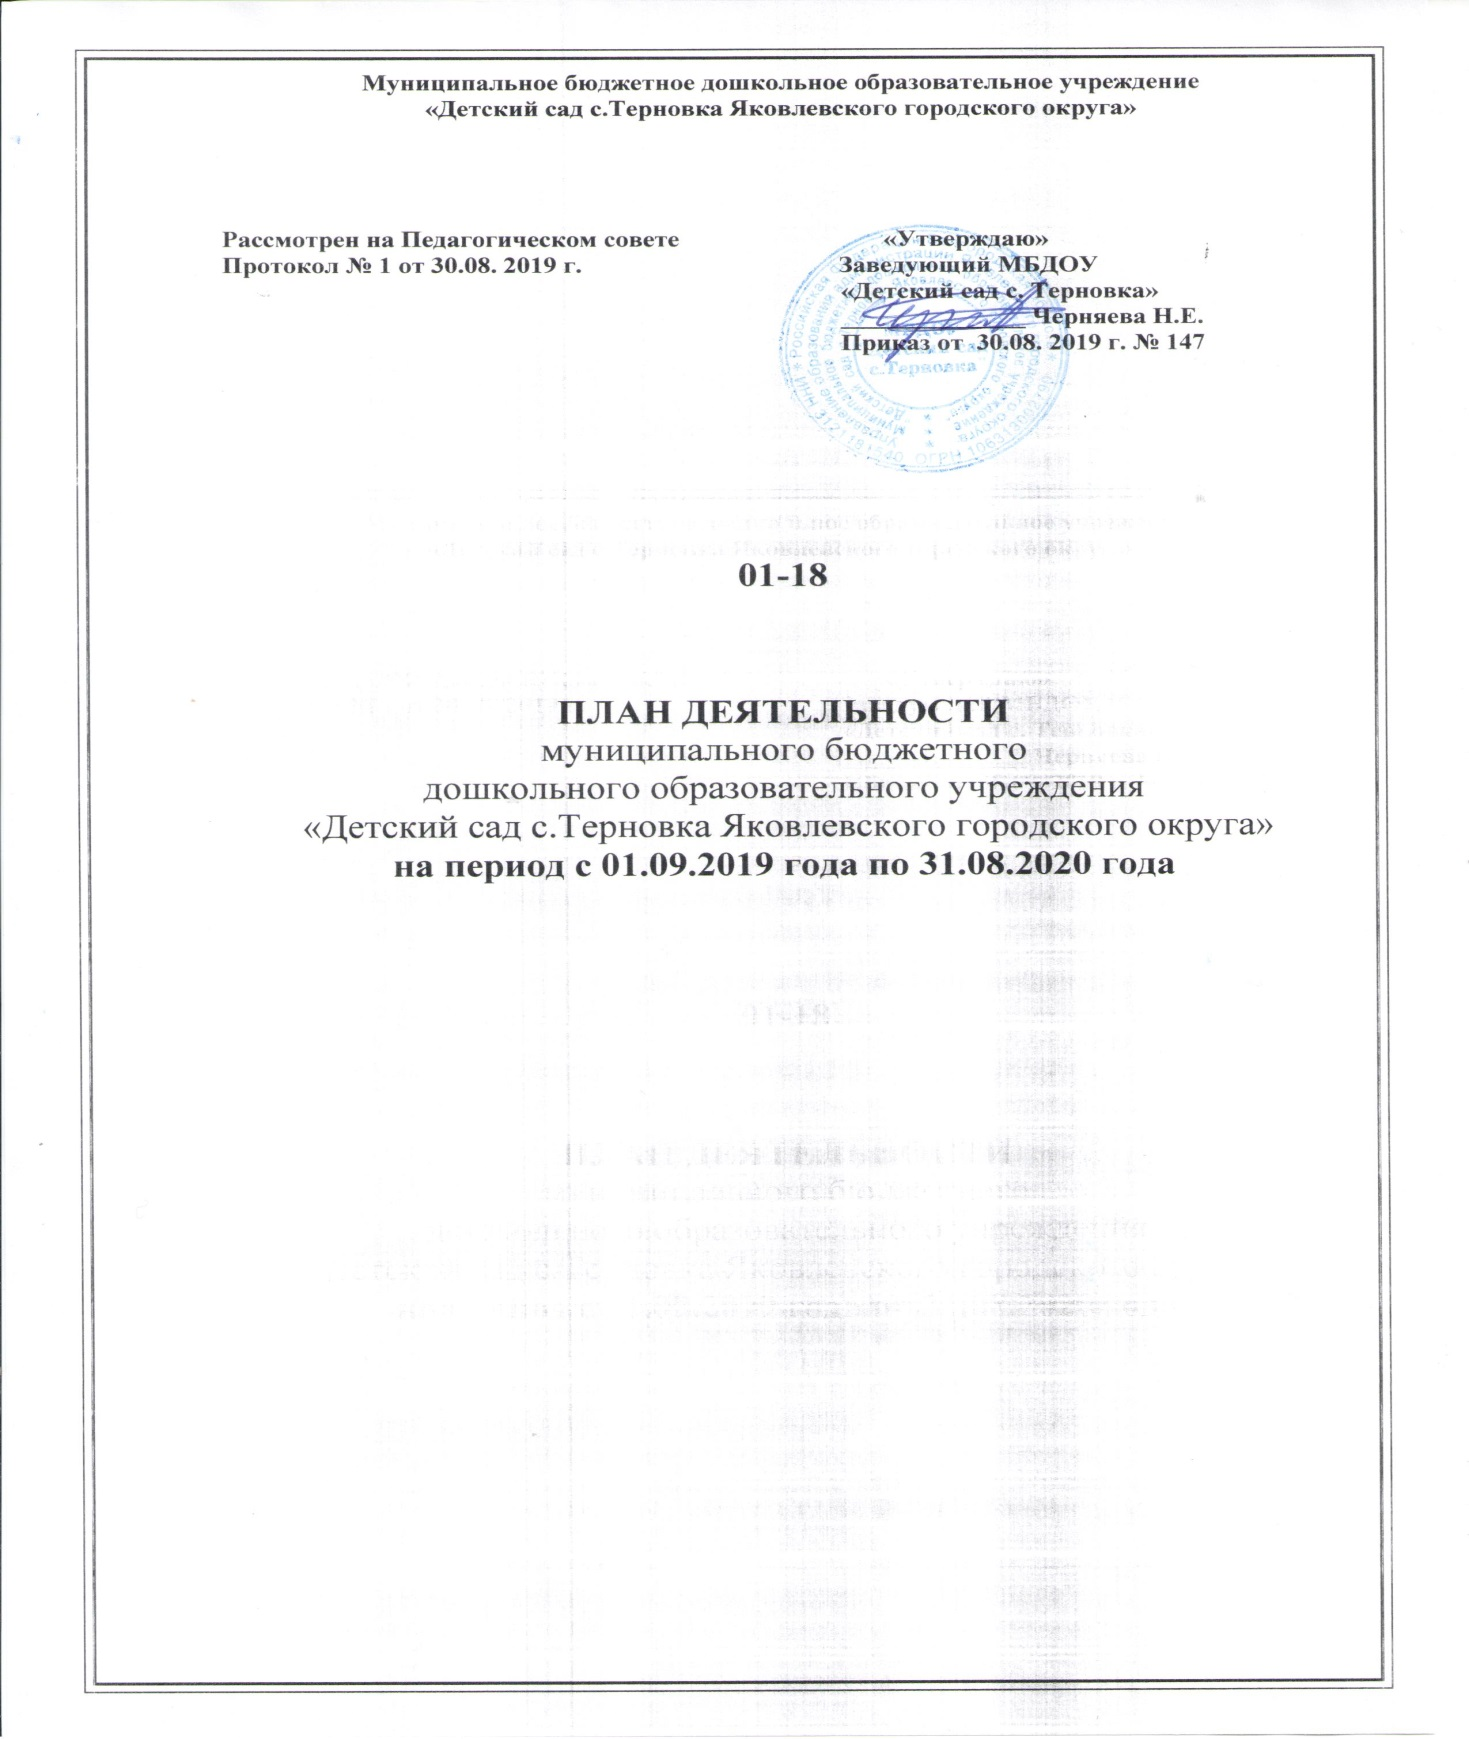 Муниципальное бюджетное дошкольное образовательное учреждение
«Детский сад с.Терновка Яковлевского городского округа»
Рассмотрен на Педагогическом совете
Протокол № 1 от 30.08. 2019 г.
«Утверждаю»
Заведующий МБДОУ
«Детский сад с. Терновка»
Черняева Н.Е.
Приказ от 30.08. 2019 г. № 147
с.Терновка
01-18
ПЛАН ДЕЯТЕЛЬНОСТИ
муниципального бюджетного
дошкольного образовательного учреждения
«Детский сад с.Терновка Яковлевского городского округа»
на период с 01.09.2019 года по 31.08.2020 года